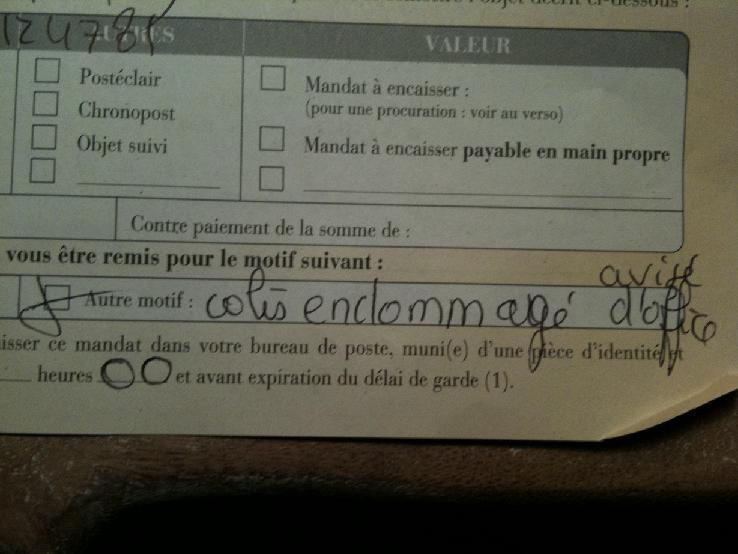 124785 AUTRES
VALEUR
Postéclair
Chronopost
Objet suivi
Mandat à encaisser :
(pour une procuration : voir au verso)
Mandat à encaisser payable en main propre
Contre paiement de la somme de :
vous être remis pour le motif suivant :
avisé
Autre motif : colis endommagé d'office
isser ce mandat dans votre bureau de poste, muni(e) d'une pièce d'identité et
heures 00 et avant expiration du délai de garde (1).